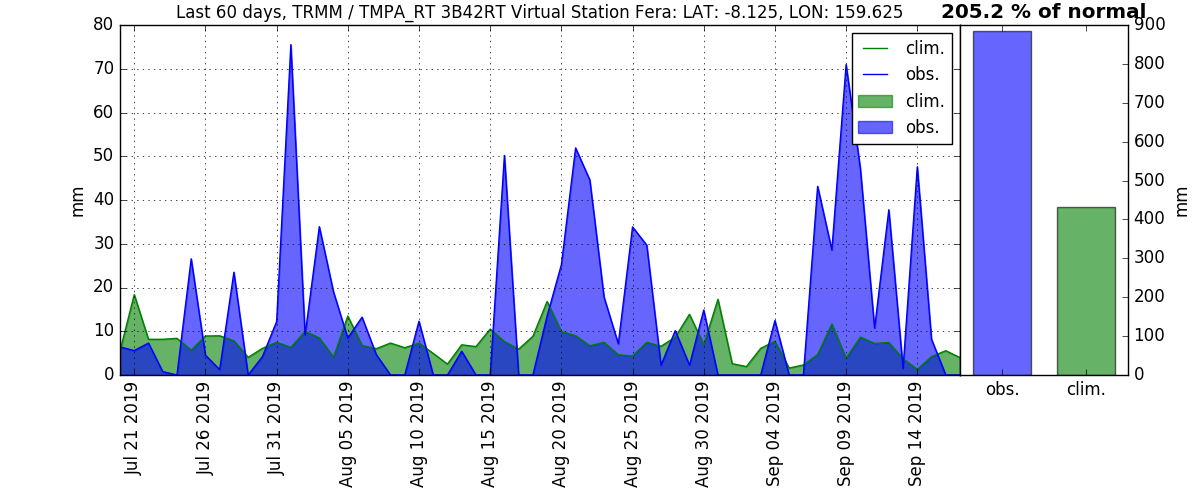 Last 60 days, TRMM / TMPA_RT 3B42RT Virtual Station Fera: LAT: -8.125, LON: 159.625
205.2 % of normal
80
70
60
50
40
30
20
10
0
mm
clim.
obs.
clim.
obs.
900
800
700
600
500
400
300
200
100
0
mm
Jul 21 2019
Jul 26 2019
Jul 31 2019
Aug 05 2019
Aug 10 2019
Aug 15 2019
Aug 20 2019
Aug 25 2019
Aug 30 2019
Sep 04 2019
Sep 09 2019
Sep 14 2019
obs.
clim.